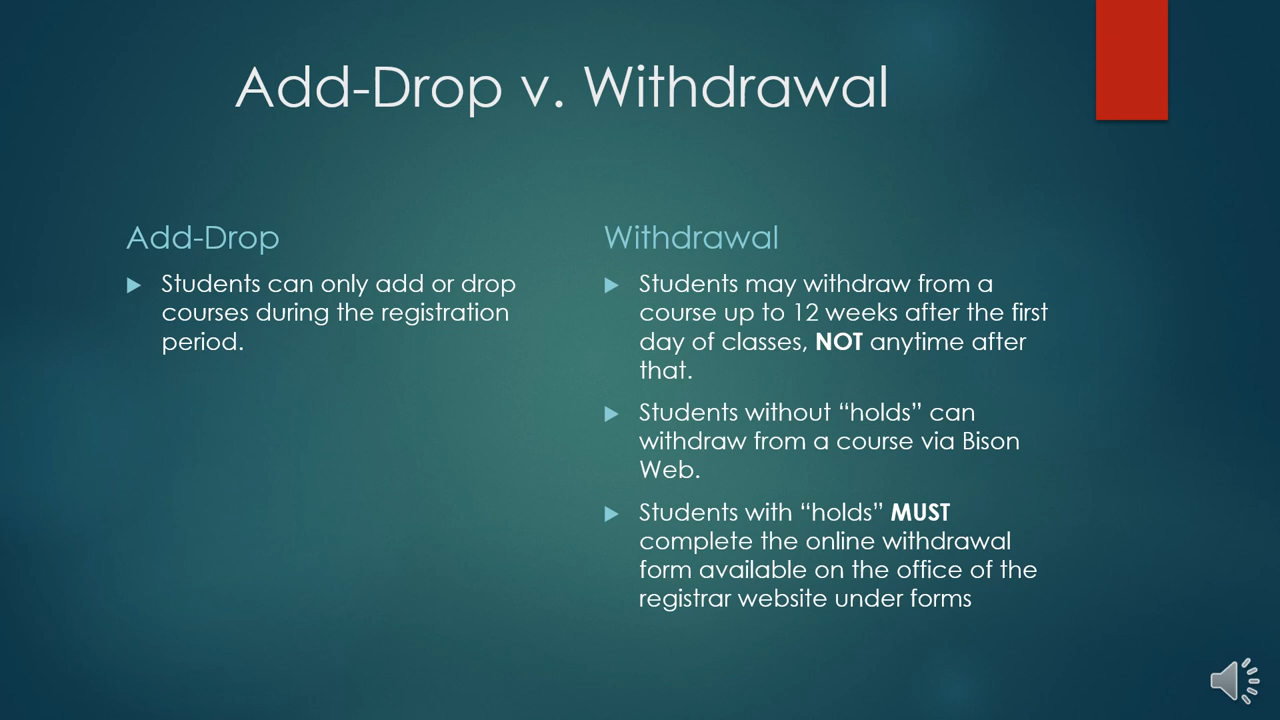 Add-Drop v. Withdrawal
Add-Drop
Students can only add or drop
courses during the registration
period.
Withdrawal
Students may withdraw from a
course up to 12 weeks after the first
day of classes, NOT anytime after
that.
Students without “holds” can
withdraw from a course via Bison
Web.
Students with “holds” MUST
complete the online withdrawal
form available on the office of the
registrar website under forms